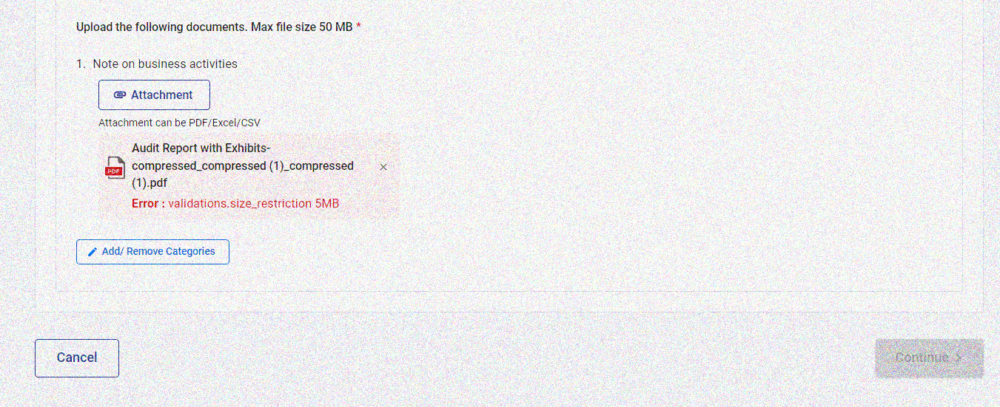 Upload the following documents. Max file size 50 MB *
1. Note on business activities
Attachment
Attachment can be PDF/Excel/CSV
Audit Report with Exhibits-
compressed_compressed (1)_compressed
PDF
(1).pdf
Error : validations.size_restriction 5MB
Add/ Remove Categories
Cancel
Continue